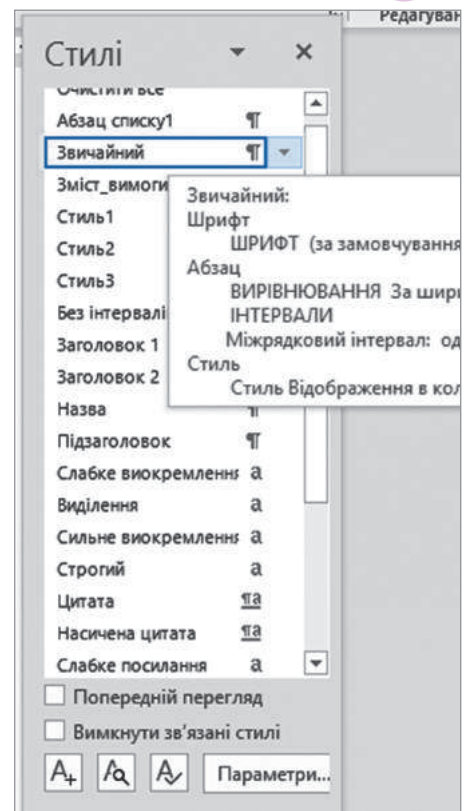 Редагуван
Стилі
Очистити все
Абзац списку1
Звичайний
Зміст_вимоги
Стиль1
Стиль2
Стиль3
Без інтервалі
Заголовок 1
Заголовок 2
Назва
Підзаголовок
Слабке виокремленн
Виділення
Сильне виокремленн
Строгий
Цитата
Насичена цитата
Слабке посилання
Звичайний:
Шрифт
ШРИФТ (за замовчування
Абзац
ВИРІВНЮВАННЯ За шири
ІНТЕРВАЛИ
Міжрядковий інтервал: од
Стиль
Стиль Відображення в кол
Попередній перегляд
Вимкнути зв'язані стилі
Параметри...